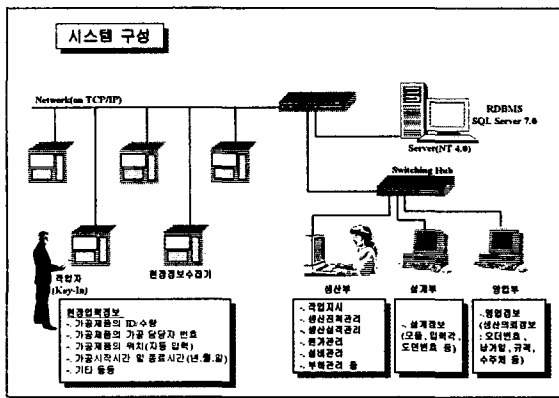 시스템 구성
Network(on TCP/IP)
RDBMS
SQL Server 7.0
Server(NT 4.0)
Switching Hub
작업자
(Key-In)
현장정보수집기
생산부
설계부
영업부
현장입력정보
-. 가공제품의 ID/수량
-. 가공제품의 가공 담당자 번호
-. 가공제품의 위치(자동 입력)
-. 가공시작시간 및 종료시간(년.월.일)
-. 기타 등등
-. 작업지시
-. 생산진척관리
-. 생산실적관리
-. 원가관리
-. 설비관리
-. 부하관리 등
-. 설계정보
(모듈, 압력각,
도면번호 등)
-. 영업정보
(생산의뢰정보
: 오더번호,
납기일, 규격,
수주처 등)